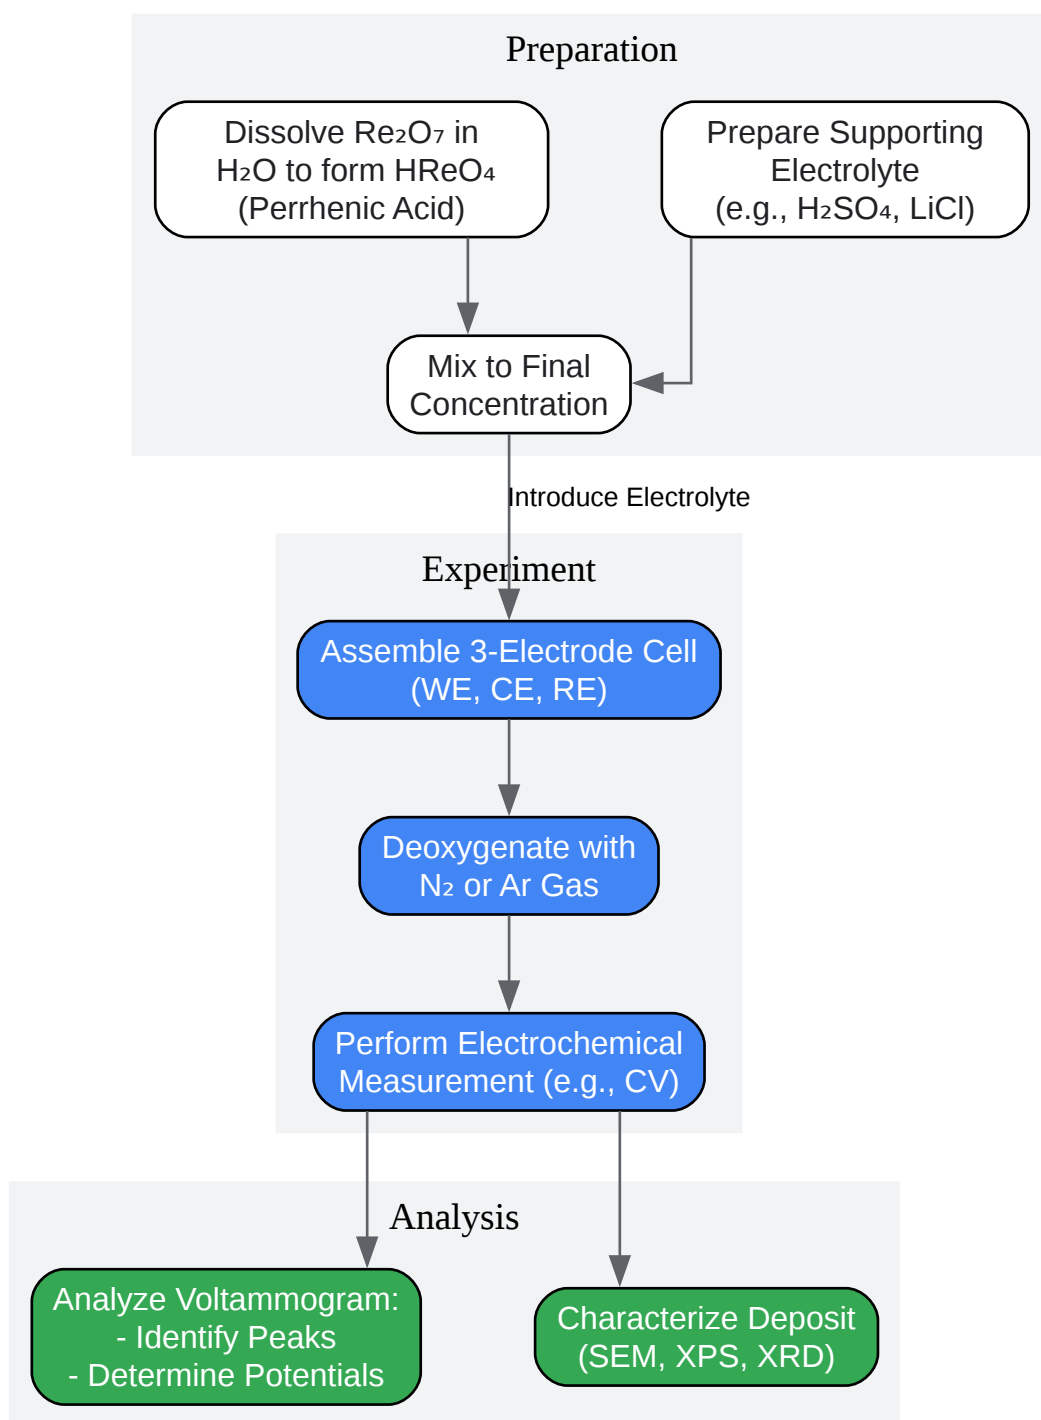 Preparation
Dissolve Re₂O₇ in
H₂O to form HReO₄
(Perrhenic Acid)
Prepare Supporting
Electrolyte
(e.g., H₂SO₄, LiCl)
Mix to Final
Concentration
Introduce Electrolyte
Experiment
Assemble 3-Electrode Cell
(WE, CE, RE)
Deoxygenate with
N₂ or Ar Gas
Perform Electrochemical
Measurement (e.g., CV)
Analysis
Analyze Voltammogram:
- Identify Peaks
- Determine Potentials
Characterize Deposit
(SEM, XPS, XRD)